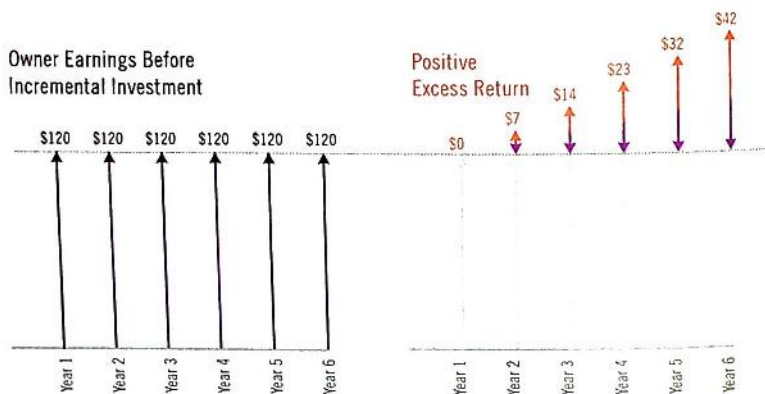 Owner Earnings Before
Incremental Investment
$120 $120 $120 $120 $120 $120
Year 1
Year 2
Year 3
Year 4
Year 5
Year 6
Positive
Excess Return
$0
$7
$14
$23
$32
$42
Year 1
Year 2
Year 3
Year 4
Year 5
Year 6